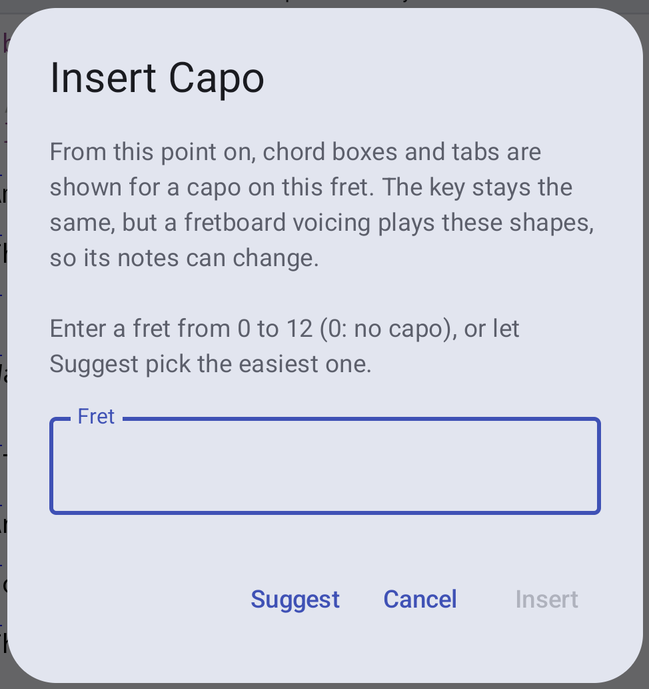 Insert Capo
From this point on, chord boxes and tabs are
shown for a capo on this fret. The key stays the
same, but a fretboard voicing plays these shapes,
so its notes can change.
Enter a fret from 0 to 12 (0: no capo), or let
Suggest pick the easiest one.
Fret
Suggest Cancel Insert